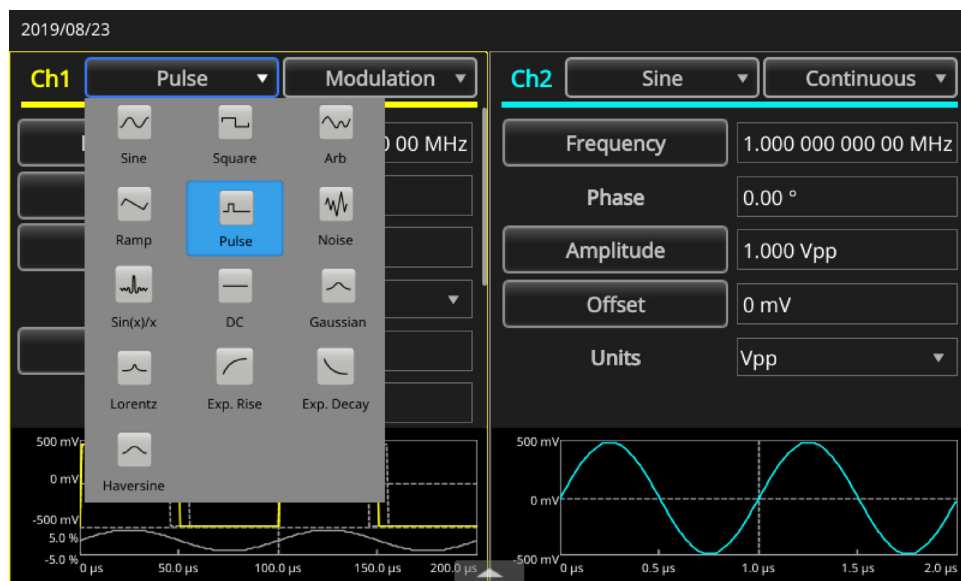 2019/08/23
Ch1 Pulse Modulation
Sine Square Arb
Ramp Pulse Noise
Sin(x)/x DC Gaussian
Lorentz Exp. Rise Exp. Decay
Haversine
00 MHz
500 mV
0 mV
-500 mV
5.0 %
-5.0 %
0 µs 50.0 µs 100.0 µs 150.0 µs 200.0 µs
Ch2 Sine Continuous
Frequency 1.000 000 000 00 MHz
Phase 0.00 °
Amplitude 1.000 Vpp
Offset 0 mV
Units Vpp
500 mV
0 mV
-500 mV
0 µs 0.5 µs 1.0 µs 1.5 µs 2.0 µs